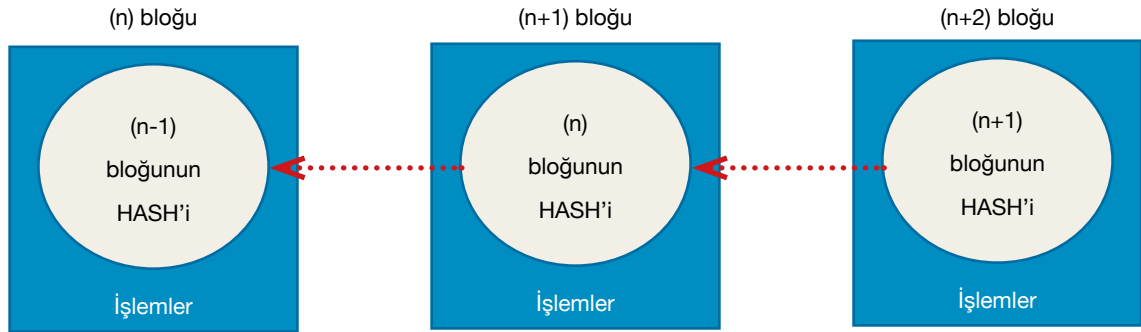 (n) bloğu
(n+1) bloğu
(n+2) bloğu
(n-1)
bloğunun
HASH’i
İşlemler
(n)
bloğunun
HASH’i
İşlemler
(n+1)
bloğunun
HASH’i
İşlemler